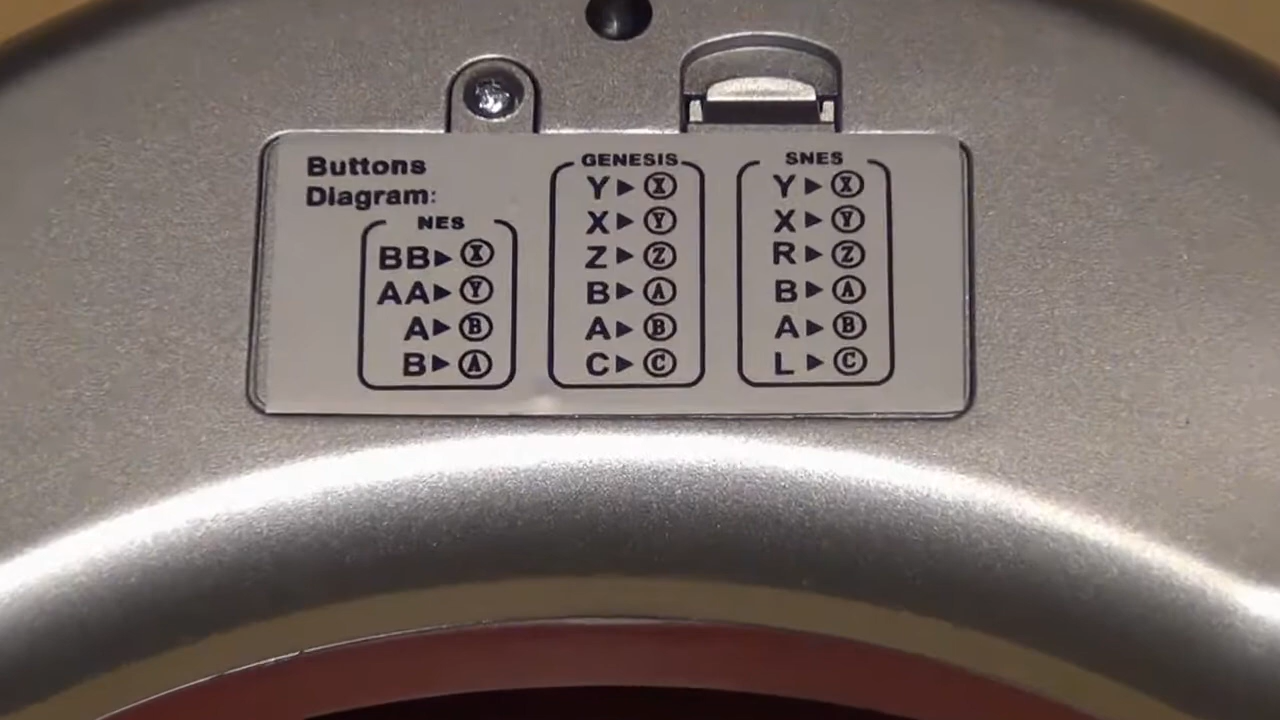 Buttons
Diagram:
NES
BB▶Ⓧ
AA▶Ⓨ
A▶Ⓑ
B▶Ⓐ
GENESIS
Y▶Ⓧ
X▶Ⓨ
Z▶Ⓩ
B▶Ⓐ
A▶Ⓑ
C▶Ⓒ
SNES
Y▶Ⓧ
X▶Ⓨ
R▶Ⓩ
B▶Ⓐ
A▶Ⓑ
L▶Ⓒ